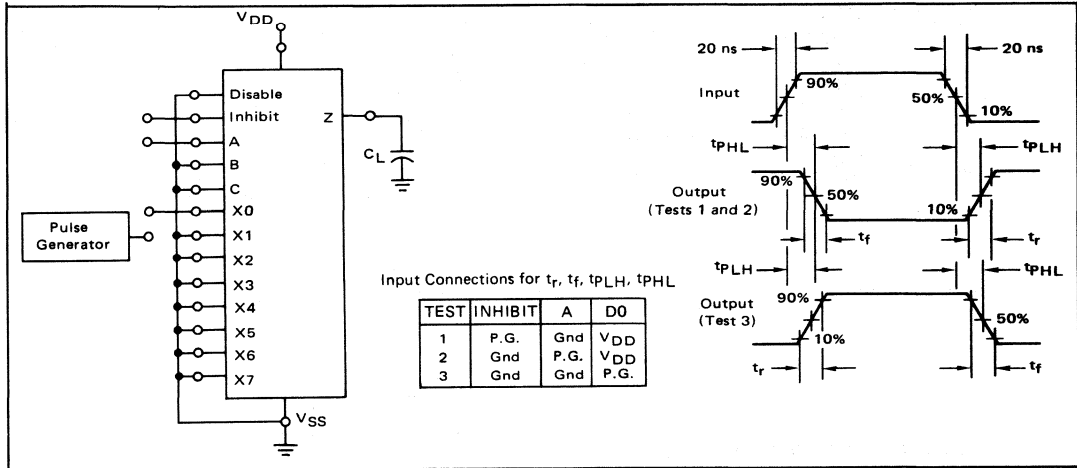 VDD
Disable
Inhibit
A
B
C
X0
X1
X2
X3
X4
X5
X6
X7
Z
CL
VSS
Pulse
Generator
Input Connections for tr, tf, tPLH, tPHL
TEST INHIBIT A D0
1 P.G. Gnd VDD
2 Gnd P.G. VDD
3 Gnd Gnd P.G.
20 ns 20 ns
Input 90% 50% 10%
tPHL tPLH
Output
(Tests 1 and 2)
90% 50% 10%
tf tr
tPLH tPHL
Output
(Test 3)
90% 50%
10%
tr tf